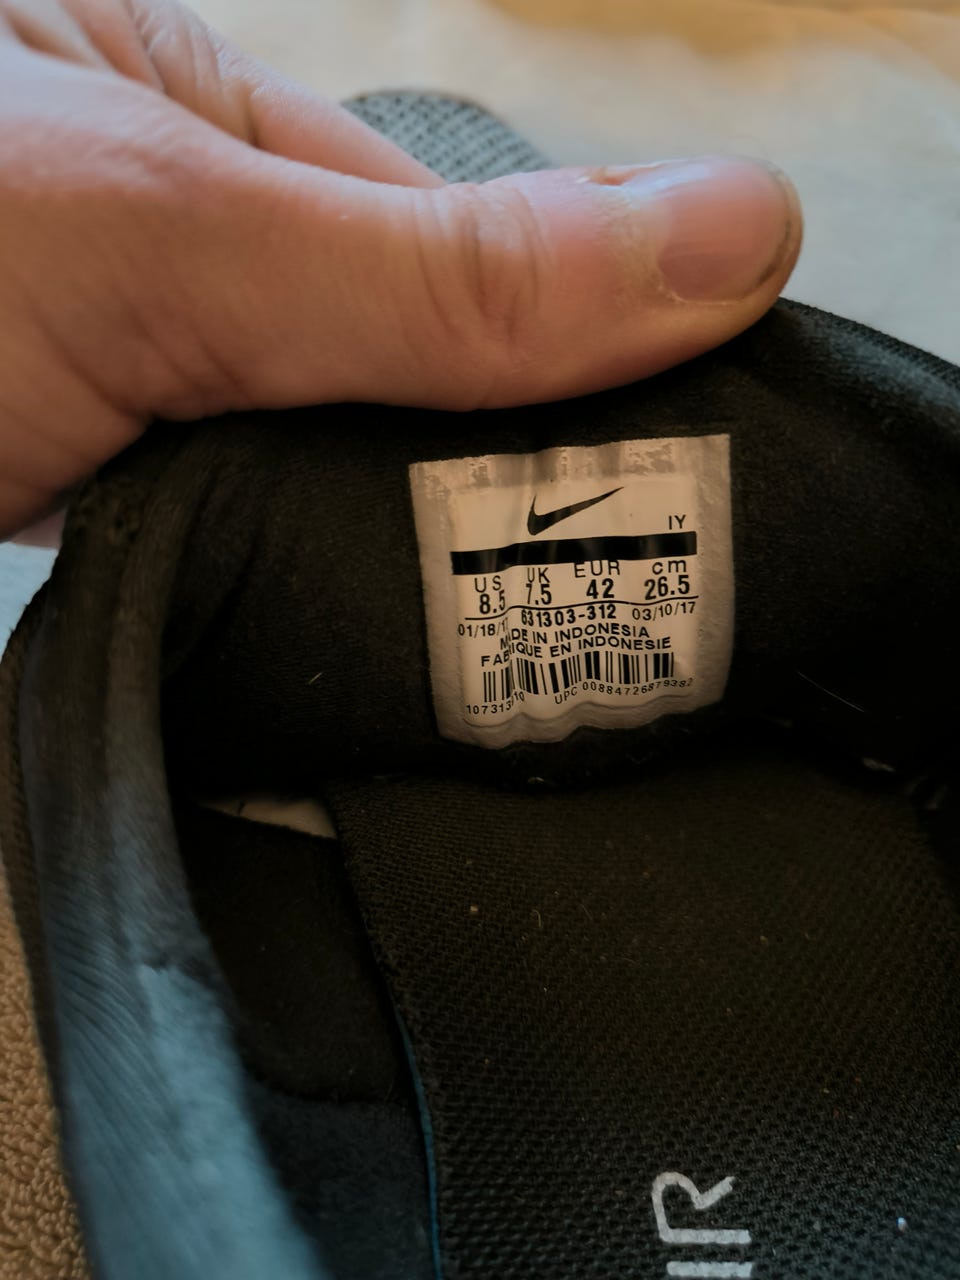 IY
US UK EUR cm
8.5 7.5 42 26.5
631303-312
01/18/17 03/10/17
MADE IN INDONESIA
FABRIQUE EN INDONESIE
UPC 00884726879382
IR